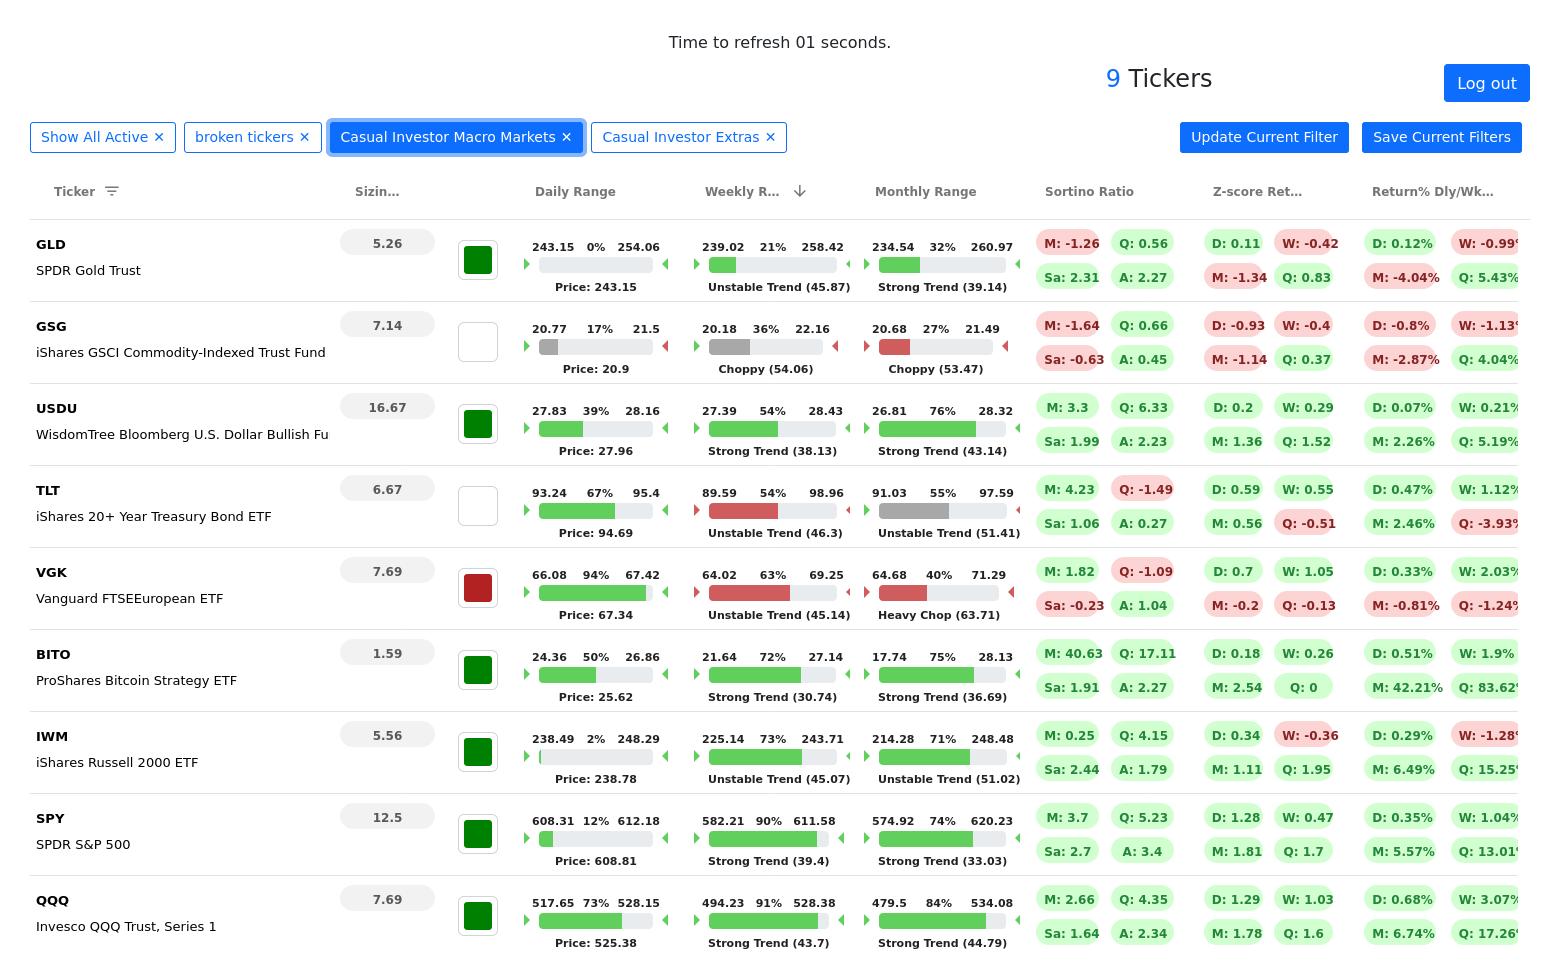 Time to refresh 01 seconds.
9 Tickers
Log out
Show All Active ✕ broken tickers ✕ Casual Investor Macro Markets ✕ Casual Investor Extras ✕ Update Current Filter Save Current Filters
Ticker Sizin... Daily Range Weekly R... Monthly Range Sortino Ratio Z-score Ret... Return% Dly/Wk...
GLD 5.26 243.15 0% 254.06 239.02 21% 258.42 234.54 32% 260.97 M: -1.26 Q: 0.56 D: 0.11 W: -0.42 D: 0.12% W: -0.99%
SPDR Gold Trust Price: 243.15 Unstable Trend (45.87) Strong Trend (39.14) Sa: 2.31 A: 2.27 M: -1.34 Q: 0.83 M: -4.04% Q: 5.43%
GSG 7.14 20.77 17% 21.5 20.18 36% 22.16 20.68 27% 21.49 M: -1.64 Q: 0.66 D: -0.93 W: -0.4 D: -0.8% W: -1.13%
iShares GSCI Commodity-Indexed Trust Fund Price: 20.9 Choppy (54.06) Choppy (53.47) Sa: -0.63 A: 0.45 M: -1.14 Q: 0.37 M: -2.87% Q: 4.04%
USDU 16.67 27.83 39% 28.16 27.39 54% 28.43 26.81 76% 28.32 M: 3.3 Q: 6.33 D: 0.2 W: 0.29 D: 0.07% W: 0.21%
WisdomTree Bloomberg U.S. Dollar Bullish Fu Price: 27.96 Strong Trend (38.13) Strong Trend (43.14) Sa: 1.99 A: 2.23 M: 1.36 Q: 1.52 M: 2.26% Q: 5.19%
TLT 6.67 93.24 67% 95.4 89.59 54% 98.96 91.03 55% 97.59 M: 4.23 Q: -1.49 D: 0.59 W: 0.55 D: 0.47% W: 1.12%
iShares 20+ Year Treasury Bond ETF Price: 94.69 Unstable Trend (46.3) Unstable Trend (51.41) Sa: 1.06 A: 0.27 M: 0.56 Q: -0.51 M: 2.46% Q: -3.93%
VGK 7.69 66.08 94% 67.42 64.02 63% 69.25 64.68 40% 71.29 M: 1.82 Q: -1.09 D: 0.7 W: 1.05 D: 0.33% W: 2.03%
Vanguard FTSEEuropean ETF Price: 67.34 Unstable Trend (45.14) Heavy Chop (63.71) Sa: -0.23 A: 1.04 M: -0.2 Q: -0.13 M: -0.81% Q: -1.24%
BITO 1.59 24.36 50% 26.86 21.64 72% 27.14 17.74 75% 28.13 M: 40.63 Q: 17.11 D: 0.18 W: 0.26 D: 0.51% W: 1.9%
ProShares Bitcoin Strategy ETF Price: 25.62 Strong Trend (30.74) Strong Trend (36.69) Sa: 1.91 A: 2.27 M: 2.54 Q: 0 M: 42.21% Q: 83.62%
IWM 5.56 238.49 2% 248.29 225.14 73% 243.71 214.28 71% 248.48 M: 0.25 Q: 4.15 D: 0.34 W: -0.36 D: 0.29% W: -1.28%
iShares Russell 2000 ETF Price: 238.78 Unstable Trend (45.07) Unstable Trend (51.02) Sa: 2.44 A: 1.79 M: 1.11 Q: 1.95 M: 6.49% Q: 15.25%
SPY 12.5 608.31 12% 612.18 582.21 90% 611.58 574.92 74% 620.23 M: 3.7 Q: 5.23 D: 1.28 W: 0.47 D: 0.35% W: 1.04%
SPDR S&P 500 Price: 608.81 Strong Trend (39.4) Strong Trend (33.03) Sa: 2.7 A: 3.4 M: 1.81 Q: 1.7 M: 5.57% Q: 13.01%
QQQ 7.69 517.65 73% 528.15 494.23 91% 528.38 479.5 84% 534.08 M: 2.66 Q: 4.35 D: 1.29 W: 1.03 D: 0.68% W: 3.07%
Invesco QQQ Trust, Series 1 Price: 525.38 Strong Trend (43.7) Strong Trend (44.79) Sa: 1.64 A: 2.34 M: 1.78 Q: 1.6 M: 6.74% Q: 17.26%